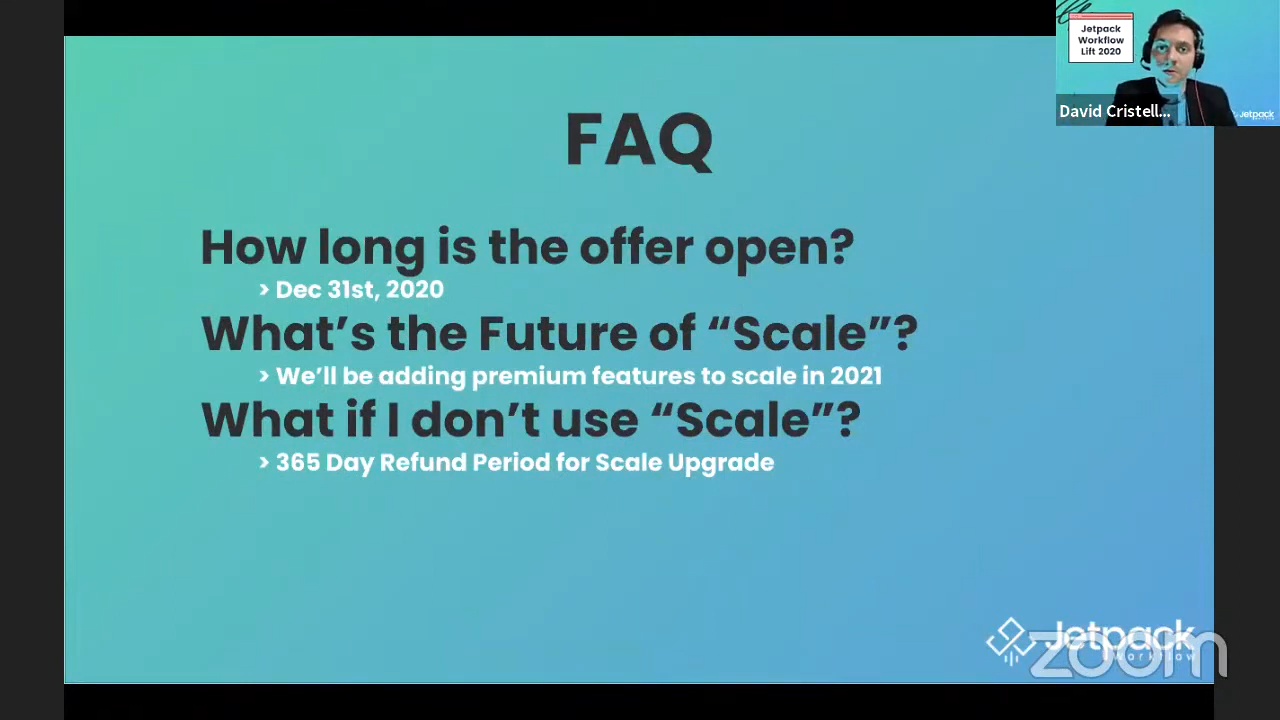 FAQ
How long is the offer open?
> Dec 31st, 2020
What’s the Future of “Scale”?
> We’ll be adding premium features to scale in 2021
What if I don’t use “Scale”?
> 365 Day Refund Period for Scale Upgrade
Jetpack
Workflow
Lift 2020
David Cristell...
Jetpack
Jetpack
Workflow
zoom